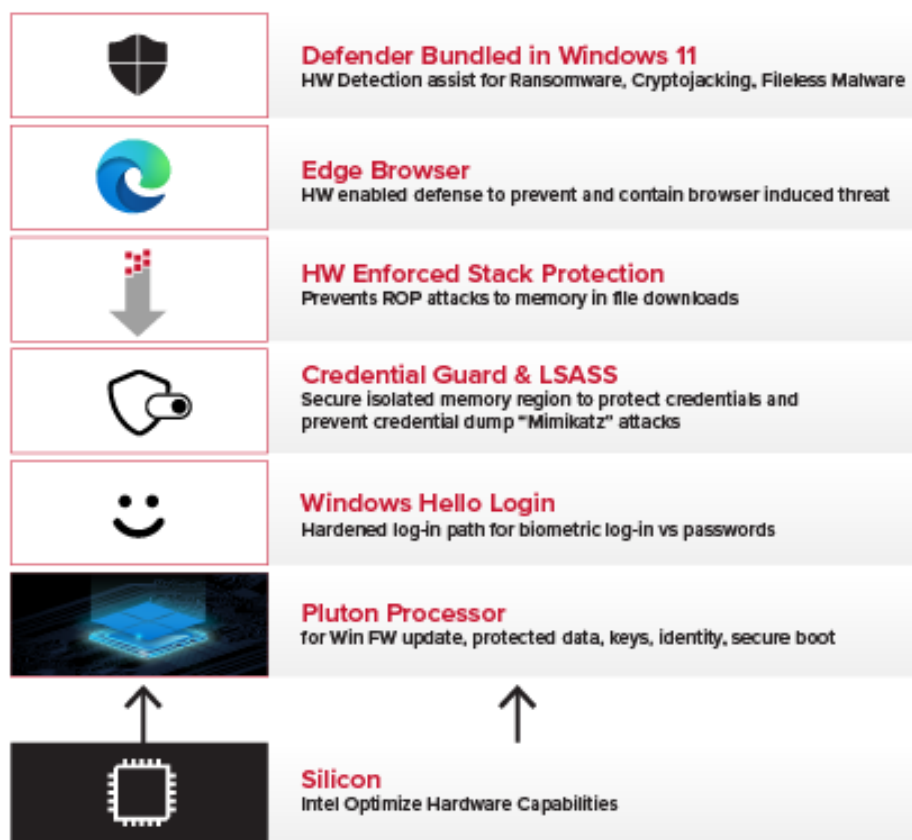 Defender Bundled in Windows 11
HW Detection assist for Ransomware, Cryptojacking, Fileless Malware
Edge Browser
HW enabled defense to prevent and contain browser induced threat
HW Enforced Stack Protection
Prevents ROP attacks to memory in file downloads
Credential Guard & LSASS
Secure isolated memory region to protect credentials and
prevent credential dump “Mimikatz” attacks
Windows Hello Login
Hardened log-in path for biometric log-in vs passwords
Pluton Processor
for Win FW update, protected data, keys, identity, secure boot
Silicon
Intel Optimize Hardware Capabilities